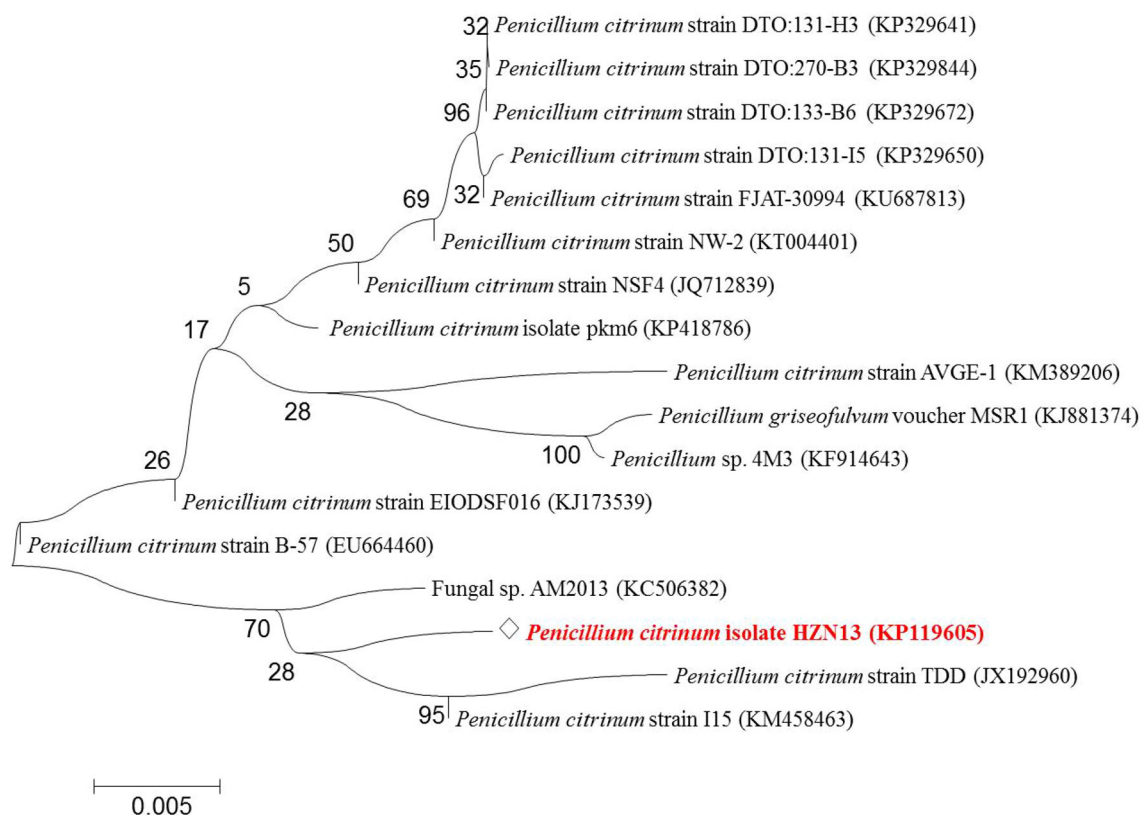 32 Penicillium citrinum strain DTO:131-H3 (KP329641)
35 Penicillium citrinum strain DTO:270-B3 (KP329844)
96 Penicillium citrinum strain DTO:133-B6 (KP329672)
Penicillium citrinum strain DTO:131-I5 (KP329650)
69 32 Penicillium citrinum strain FJAT-30994 (KU687813)
50 Penicillium citrinum strain NW-2 (KT004401)
5 Penicillium citrinum strain NSF4 (JQ712839)
17 Penicillium citrinum isolate pkm6 (KP418786)
Penicillium citrinum strain AVGE-1 (KM389206)
28 Penicillium griseofulvum voucher MSR1 (KJ881374)
26 100 Penicillium sp. 4M3 (KF914643)
Penicillium citrinum strain EIODSF016 (KJ173539)
Penicillium citrinum strain B-57 (EU664460)
Fungal sp. AM2013 (KC506382)
70 Penicillium citrinum isolate HZN13 (KP119605)
28 Penicillium citrinum strain TDD (JX192960)
95 Penicillium citrinum strain I15 (KM458463)
0.005